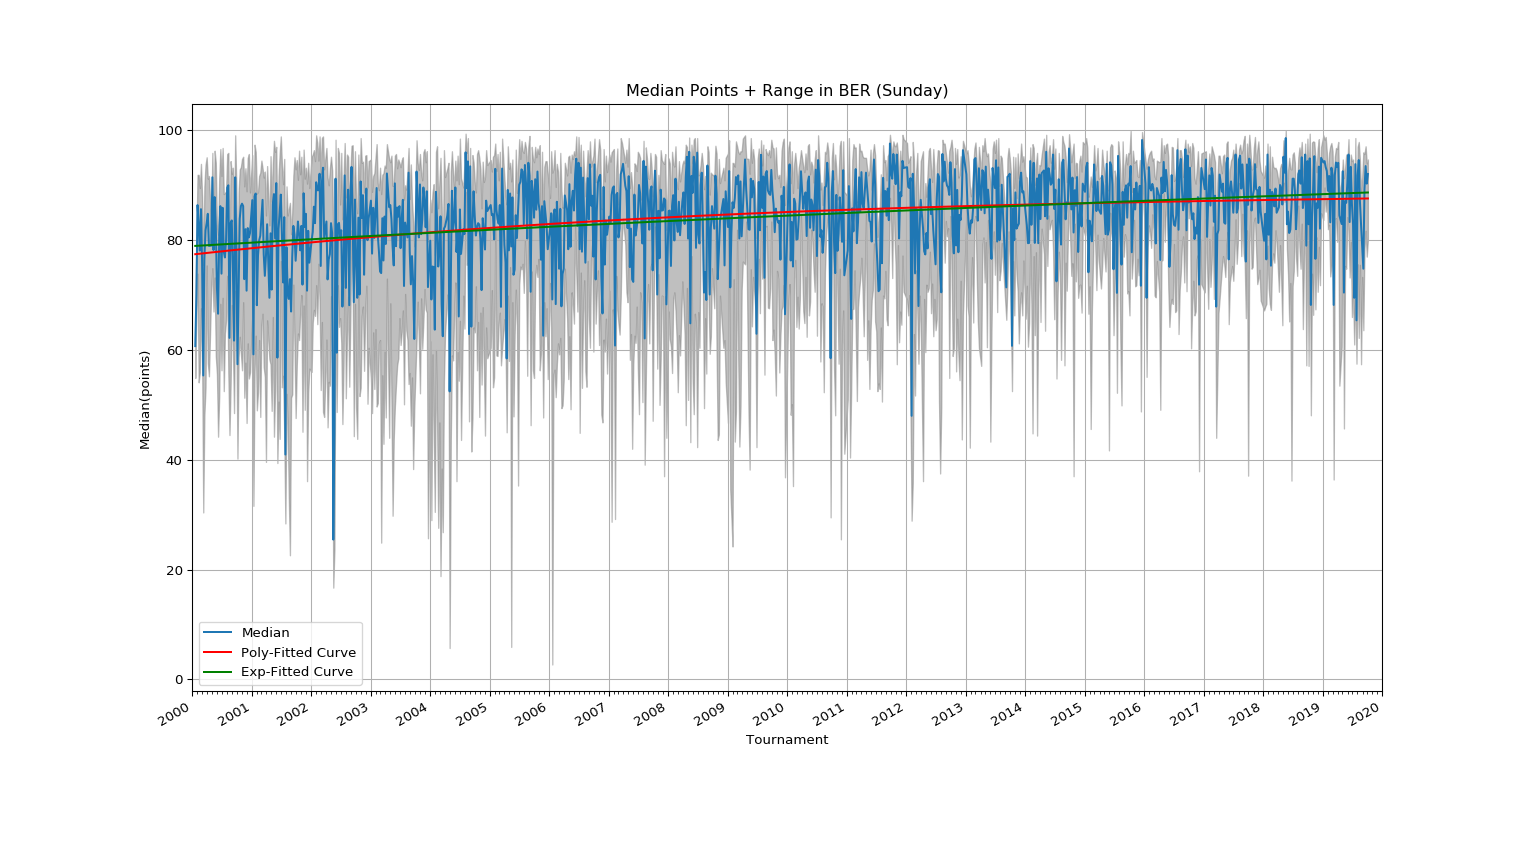 Median Points + Range in BER (Sunday)
100
80
60
40
20
0
Median(points)
Median
Poly-Fitted Curve
Exp-Fitted Curve
2000 2001 2002 2003 2004 2005 2006 2007 2008 2009 2010 2011 2012 2013 2014 2015 2016 2017 2018 2019 2020
Tournament